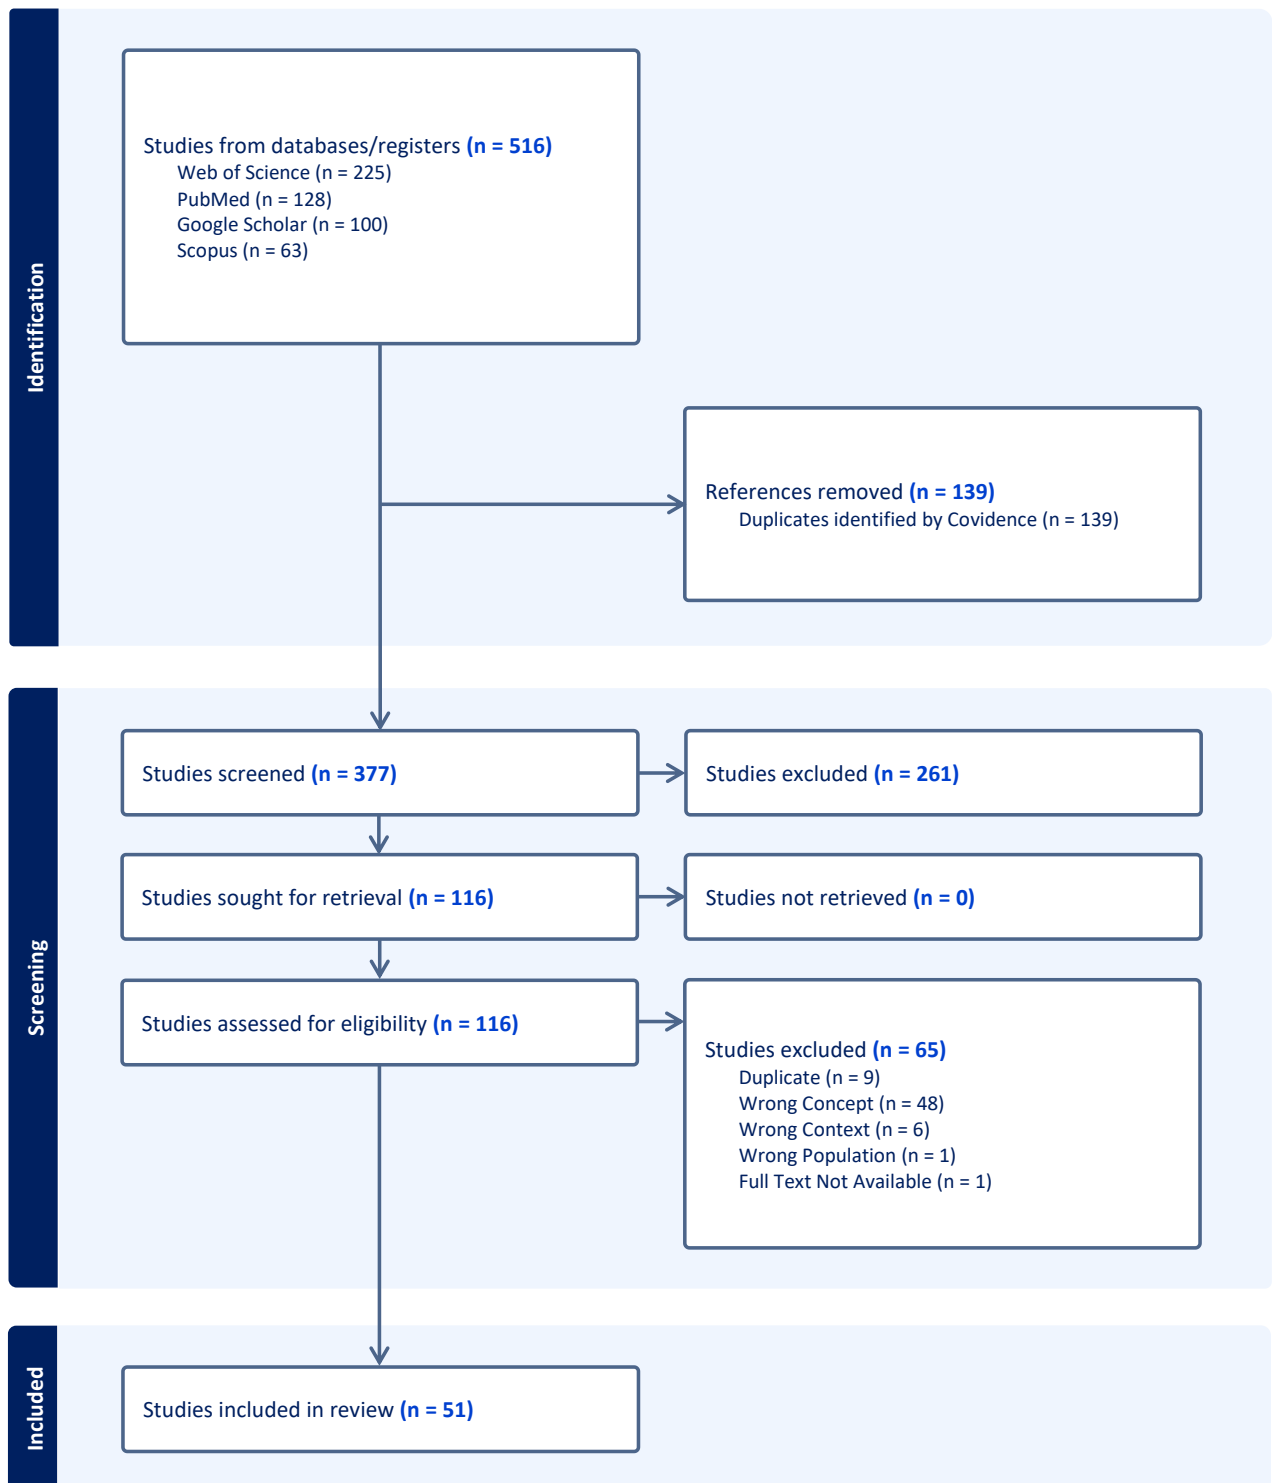 Identification
Studies from databases/registers (n = 516)
Web of Science (n = 225)
PubMed (n = 128)
Google Scholar (n = 100)
Scopus (n = 63)
References removed (n = 139)
Duplicates identified by Covidence (n = 139)
Screening
Studies screened (n = 377)
Studies excluded (n = 261)
Studies sought for retrieval (n = 116)
Studies not retrieved (n = 0)
Studies assessed for eligibility (n = 116)
Studies excluded (n = 65)
Duplicate (n = 9)
Wrong Concept (n = 48)
Wrong Context (n = 6)
Wrong Population (n = 1)
Full Text Not Available (n = 1)
Included
Studies included in review (n = 51)